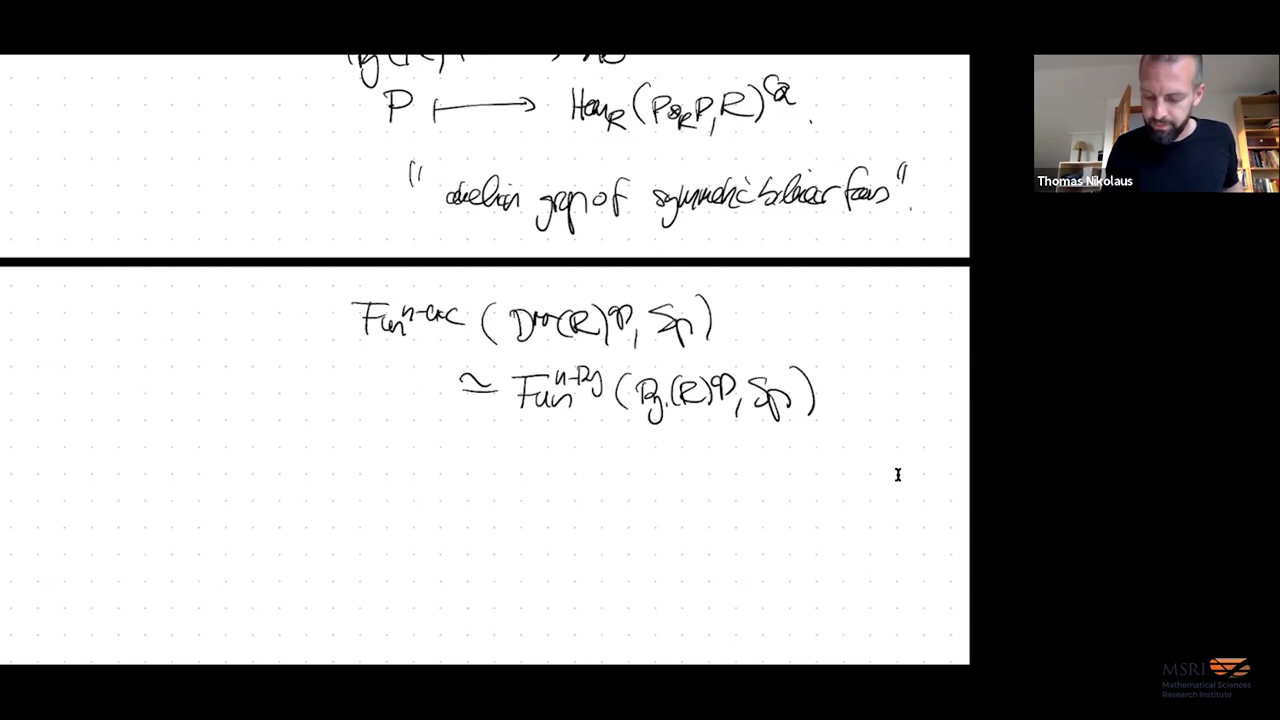 P ⟼ Hom_R(P⊗_R P, R)^{C_2}.
" abelian group of symmetric bilinear forms".
Fun^{n-exc}(D^{perf}(R)^{op}, Sp)
≃ Fun^{n-poly}(Proj(R)^{op}, Sp)
Thomas Nikolaus
MSRI
Mathematical Sciences
Research Institute